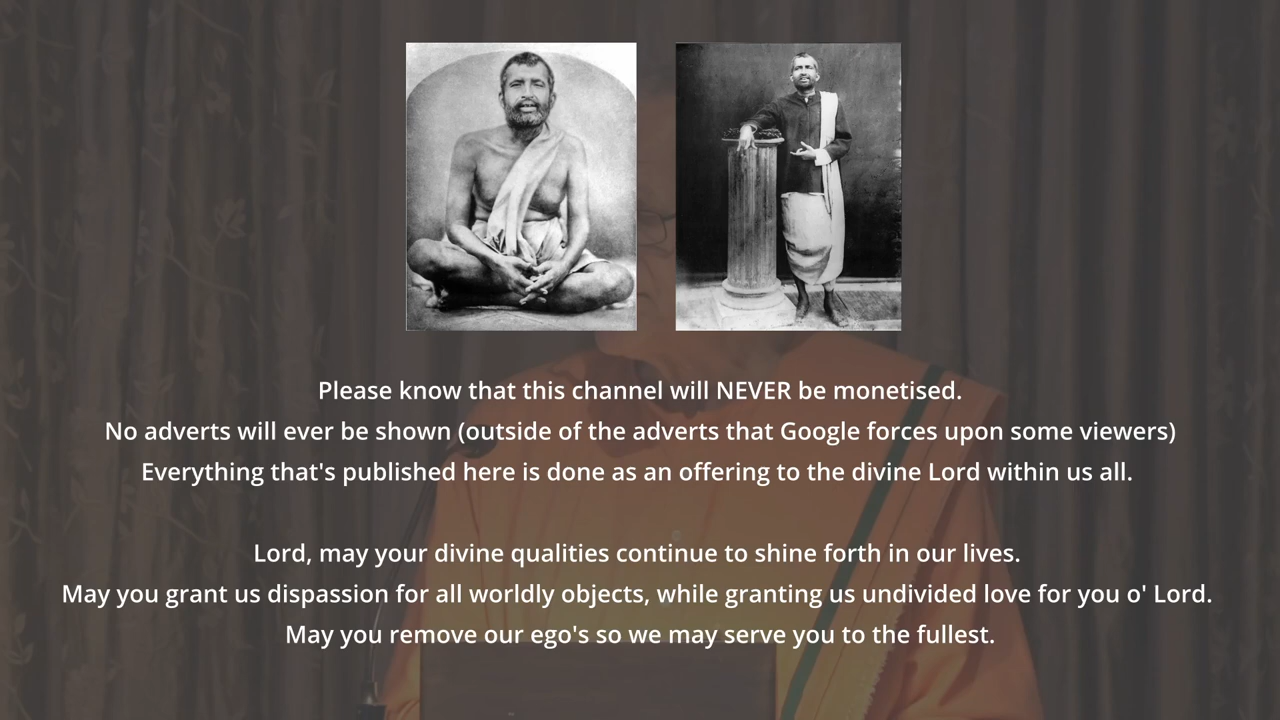 Please know that this channel will NEVER be monetised.
No adverts will ever be shown (outside of the adverts that Google forces upon some viewers)
Everything that's published here is done as an offering to the divine Lord within us all.
Lord, may your divine qualities continue to shine forth in our lives.
May you grant us dispassion for all worldly objects, while granting us undivided love for you o' Lord.
May you remove our ego's so we may serve you to the fullest.